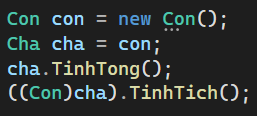 Con con = new Con();
Cha cha = con;
cha.TinhTong();
((Con)cha).TinhTich();